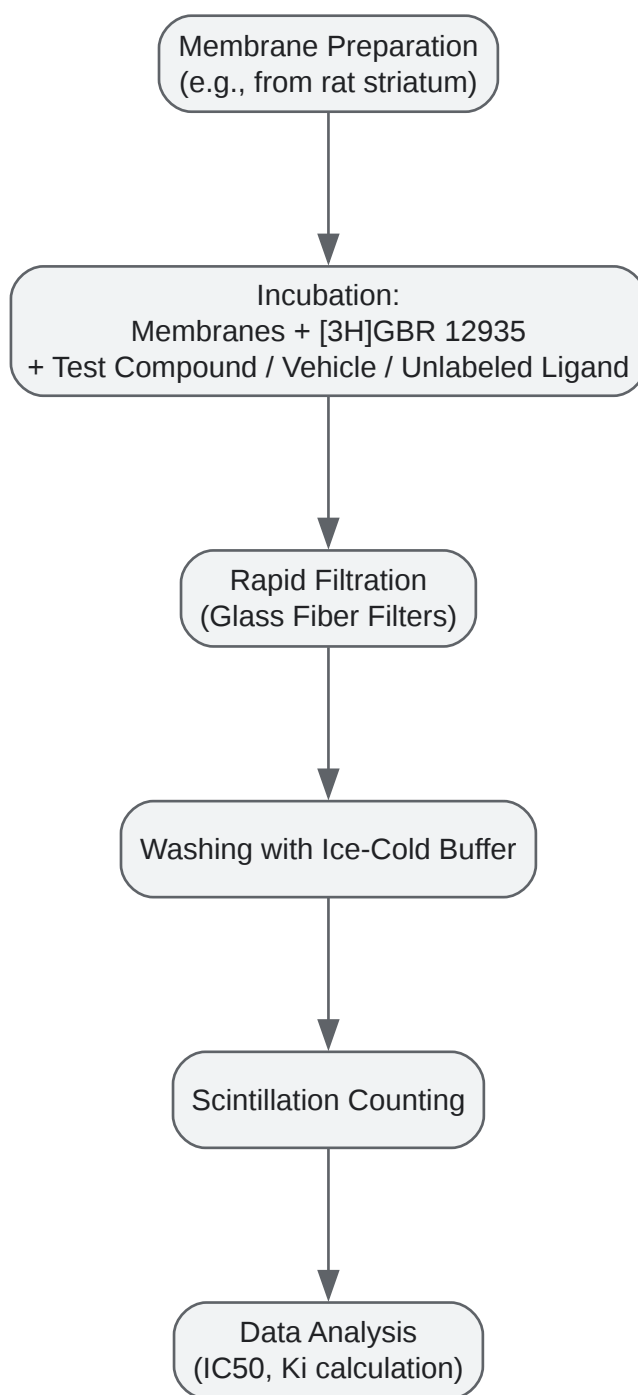 Membrane Preparation
(e.g., from rat striatum)
Incubation:
Membranes + [3H]GBR 12935
+ Test Compound / Vehicle / Unlabeled Ligand
Rapid Filtration
(Glass Fiber Filters)
Washing with Ice-Cold Buffer
Scintillation Counting
Data Analysis
(IC50, Ki calculation)